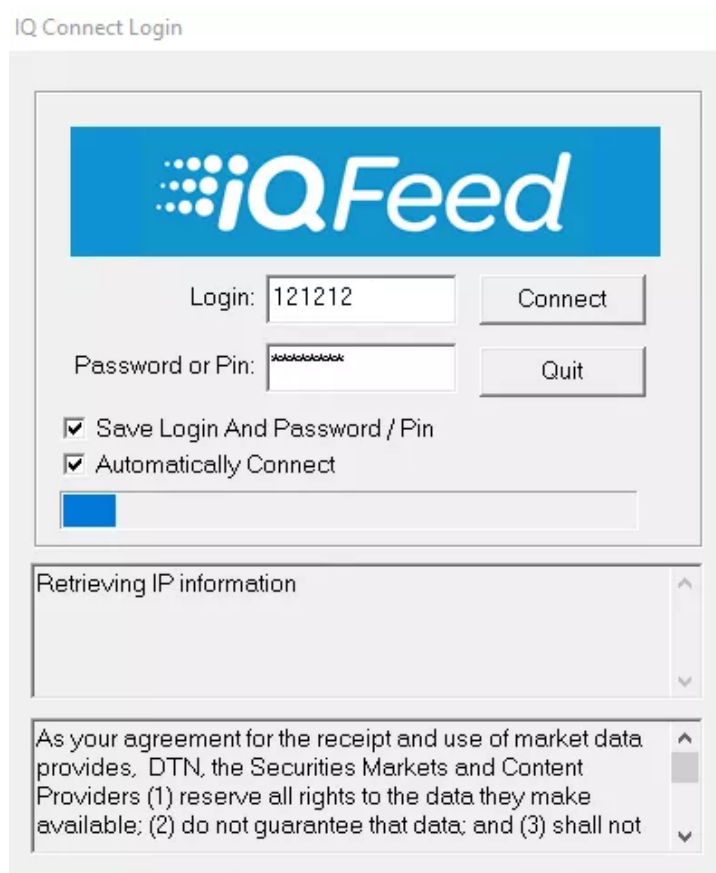 IQ Connect Login
iQFeed
Login: 121212 Connect
Password or Pin: ********* Quit
Save Login And Password / Pin
Automatically Connect
Retrieving IP information
As your agreement for the receipt and use of market data
provides, DTN, the Securities Markets and Content
Providers (1) reserve all rights to the data they make
available; (2) do not guarantee that data; and (3) shall not